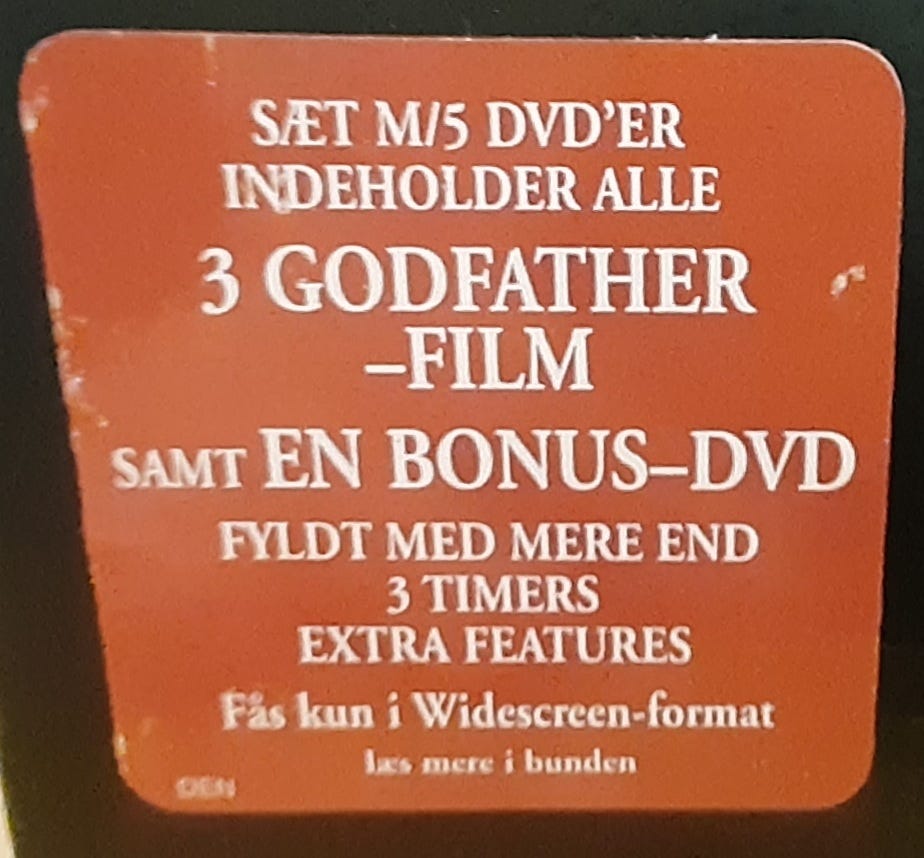 SÆT M/5 DVD'ER
INDEHOLDER ALLE
3 GODFATHER
–FILM
SAMT EN BONUS–DVD
FYLDT MED MERE END
3 TIMERS
EXTRA FEATURES
Fås kun i Widescreen-format
læs mere i bunden
DEN